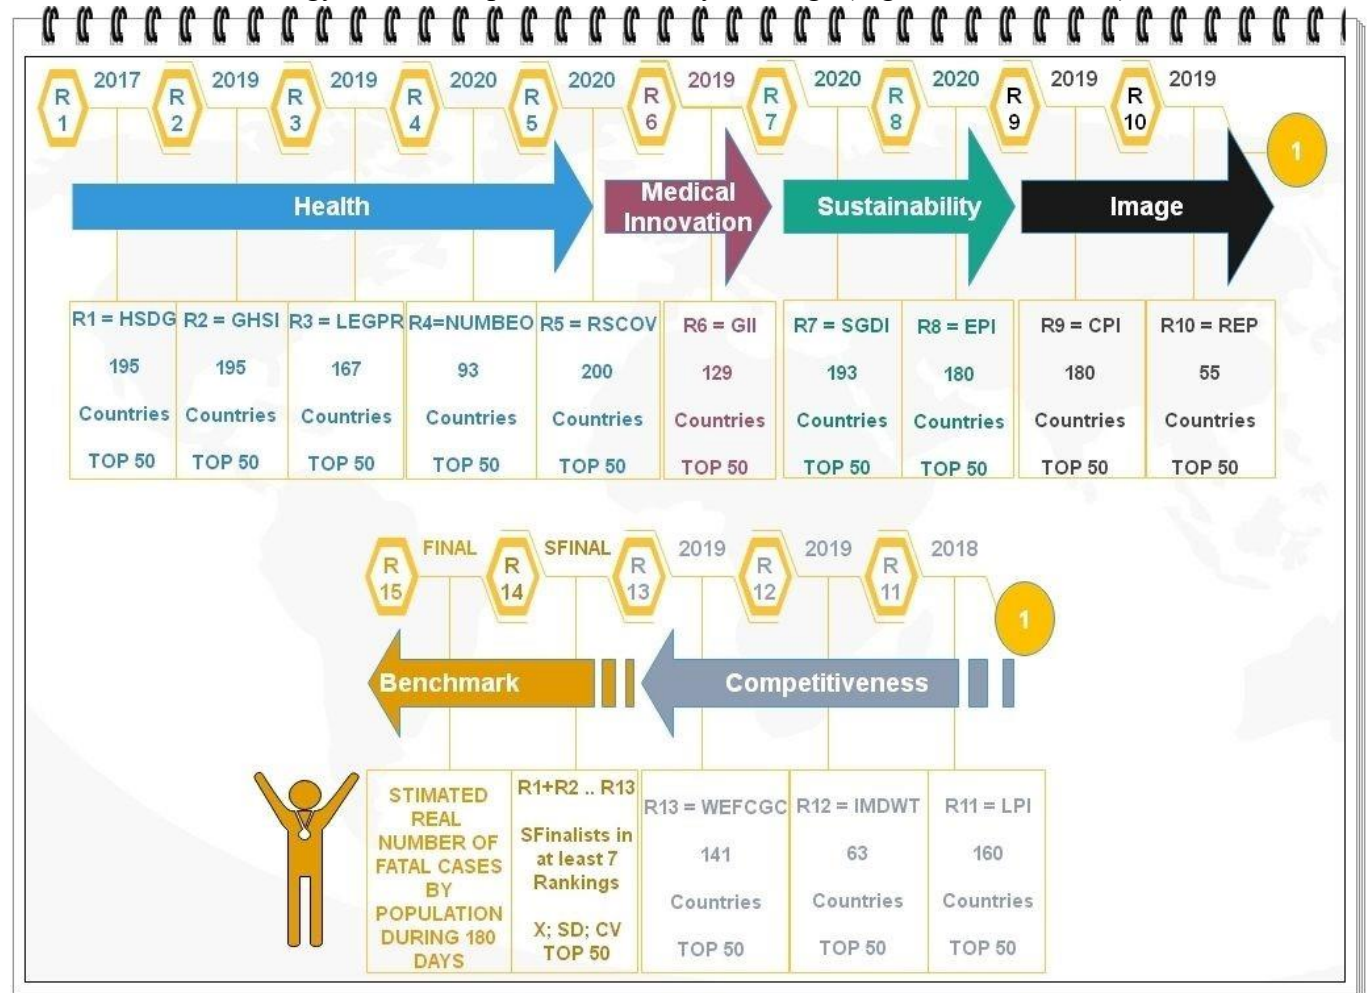 2017
2019
2019
2020
2020
2019
2020
2020
2019
2019
R
1
R
2
R
3
R
4
R
5
R
6
R
7
R
8
R
9
R
10
1
Health
Medical
Innovation
Sustainability
Image
R1 = HSDG
195
Countries
TOP 50
R2 = GHSI
195
Countries
TOP 50
R3 = LEGPR
167
Countries
TOP 50
R4=NUMBEO
93
Countries
TOP 50
R5 = RSCOV
200
Countries
TOP 50
R6 = GII
129
Countries
TOP 50
R7 = SGDI
193
Countries
TOP 50
R8 = EPI
180
Countries
TOP 50
R9 = CPI
180
Countries
TOP 50
R10 = REP
55
Countries
TOP 50
FINAL
SFINAL
2019
2019
2018
R
15
R
14
R
13
R
12
R
11
1
Benchmark
Competitiveness
STIMATED
REAL
NUMBER OF
FATAL CASES
BY
POPULATION
DURING 180
DAYS
R1+R2 .. R13
SFinalists in
at least 7
Rankings
X; SD; CV
TOP 50
R13 = WEFCGC
141
Countries
TOP 50
R12 = IMDWT
63
Countries
TOP 50
R11 = LPI
160
Countries
TOP 50